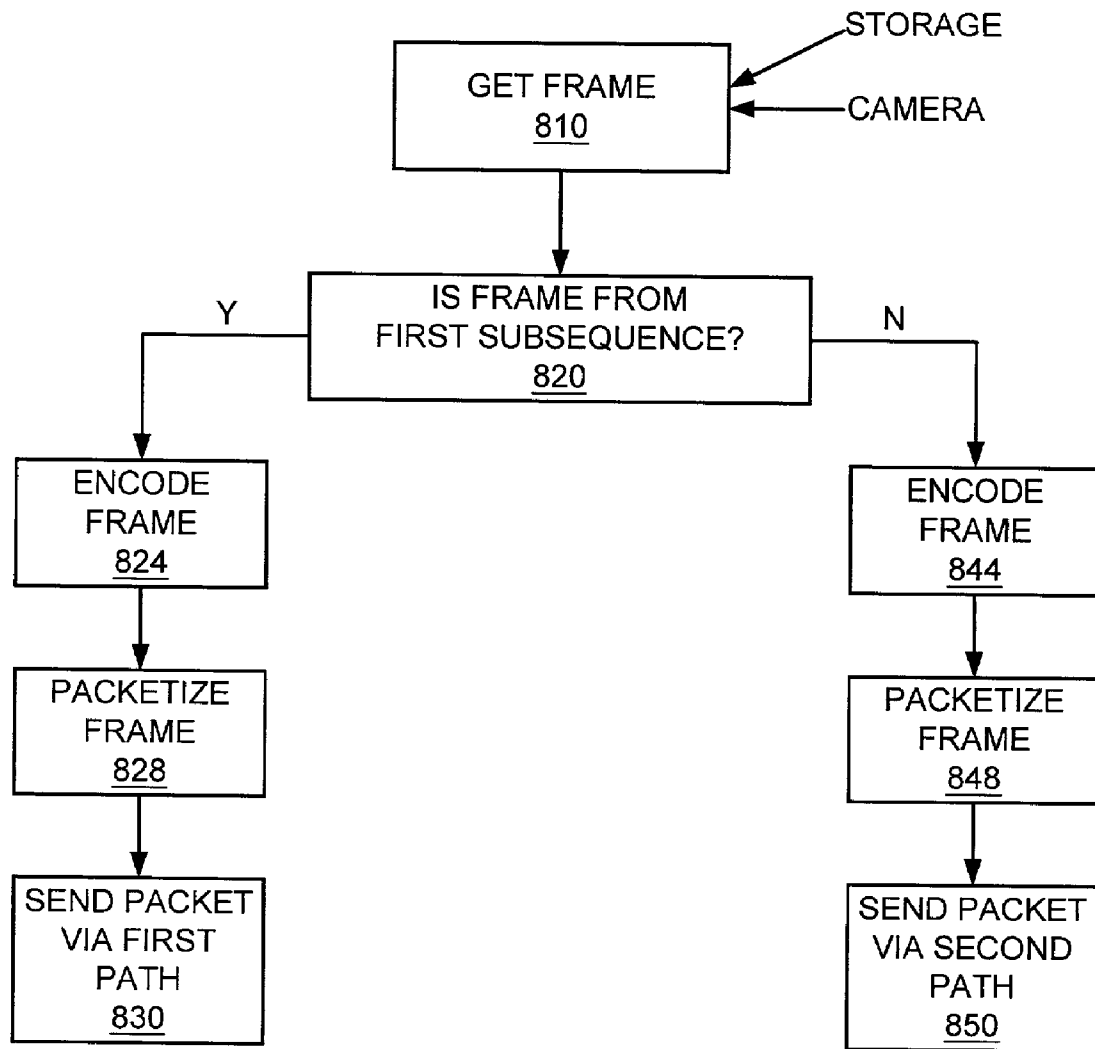 STORAGE
GET FRAME
810
CAMERA
IS FRAME FROM
FIRST SUBSEQUENCE?
820
Y
N
ENCODE
FRAME
824
ENCODE
FRAME
844
PACKETIZE
FRAME
828
PACKETIZE
FRAME
848
SEND PACKET
VIA FIRST
PATH
830
SEND PACKET
VIA SECOND
PATH
850